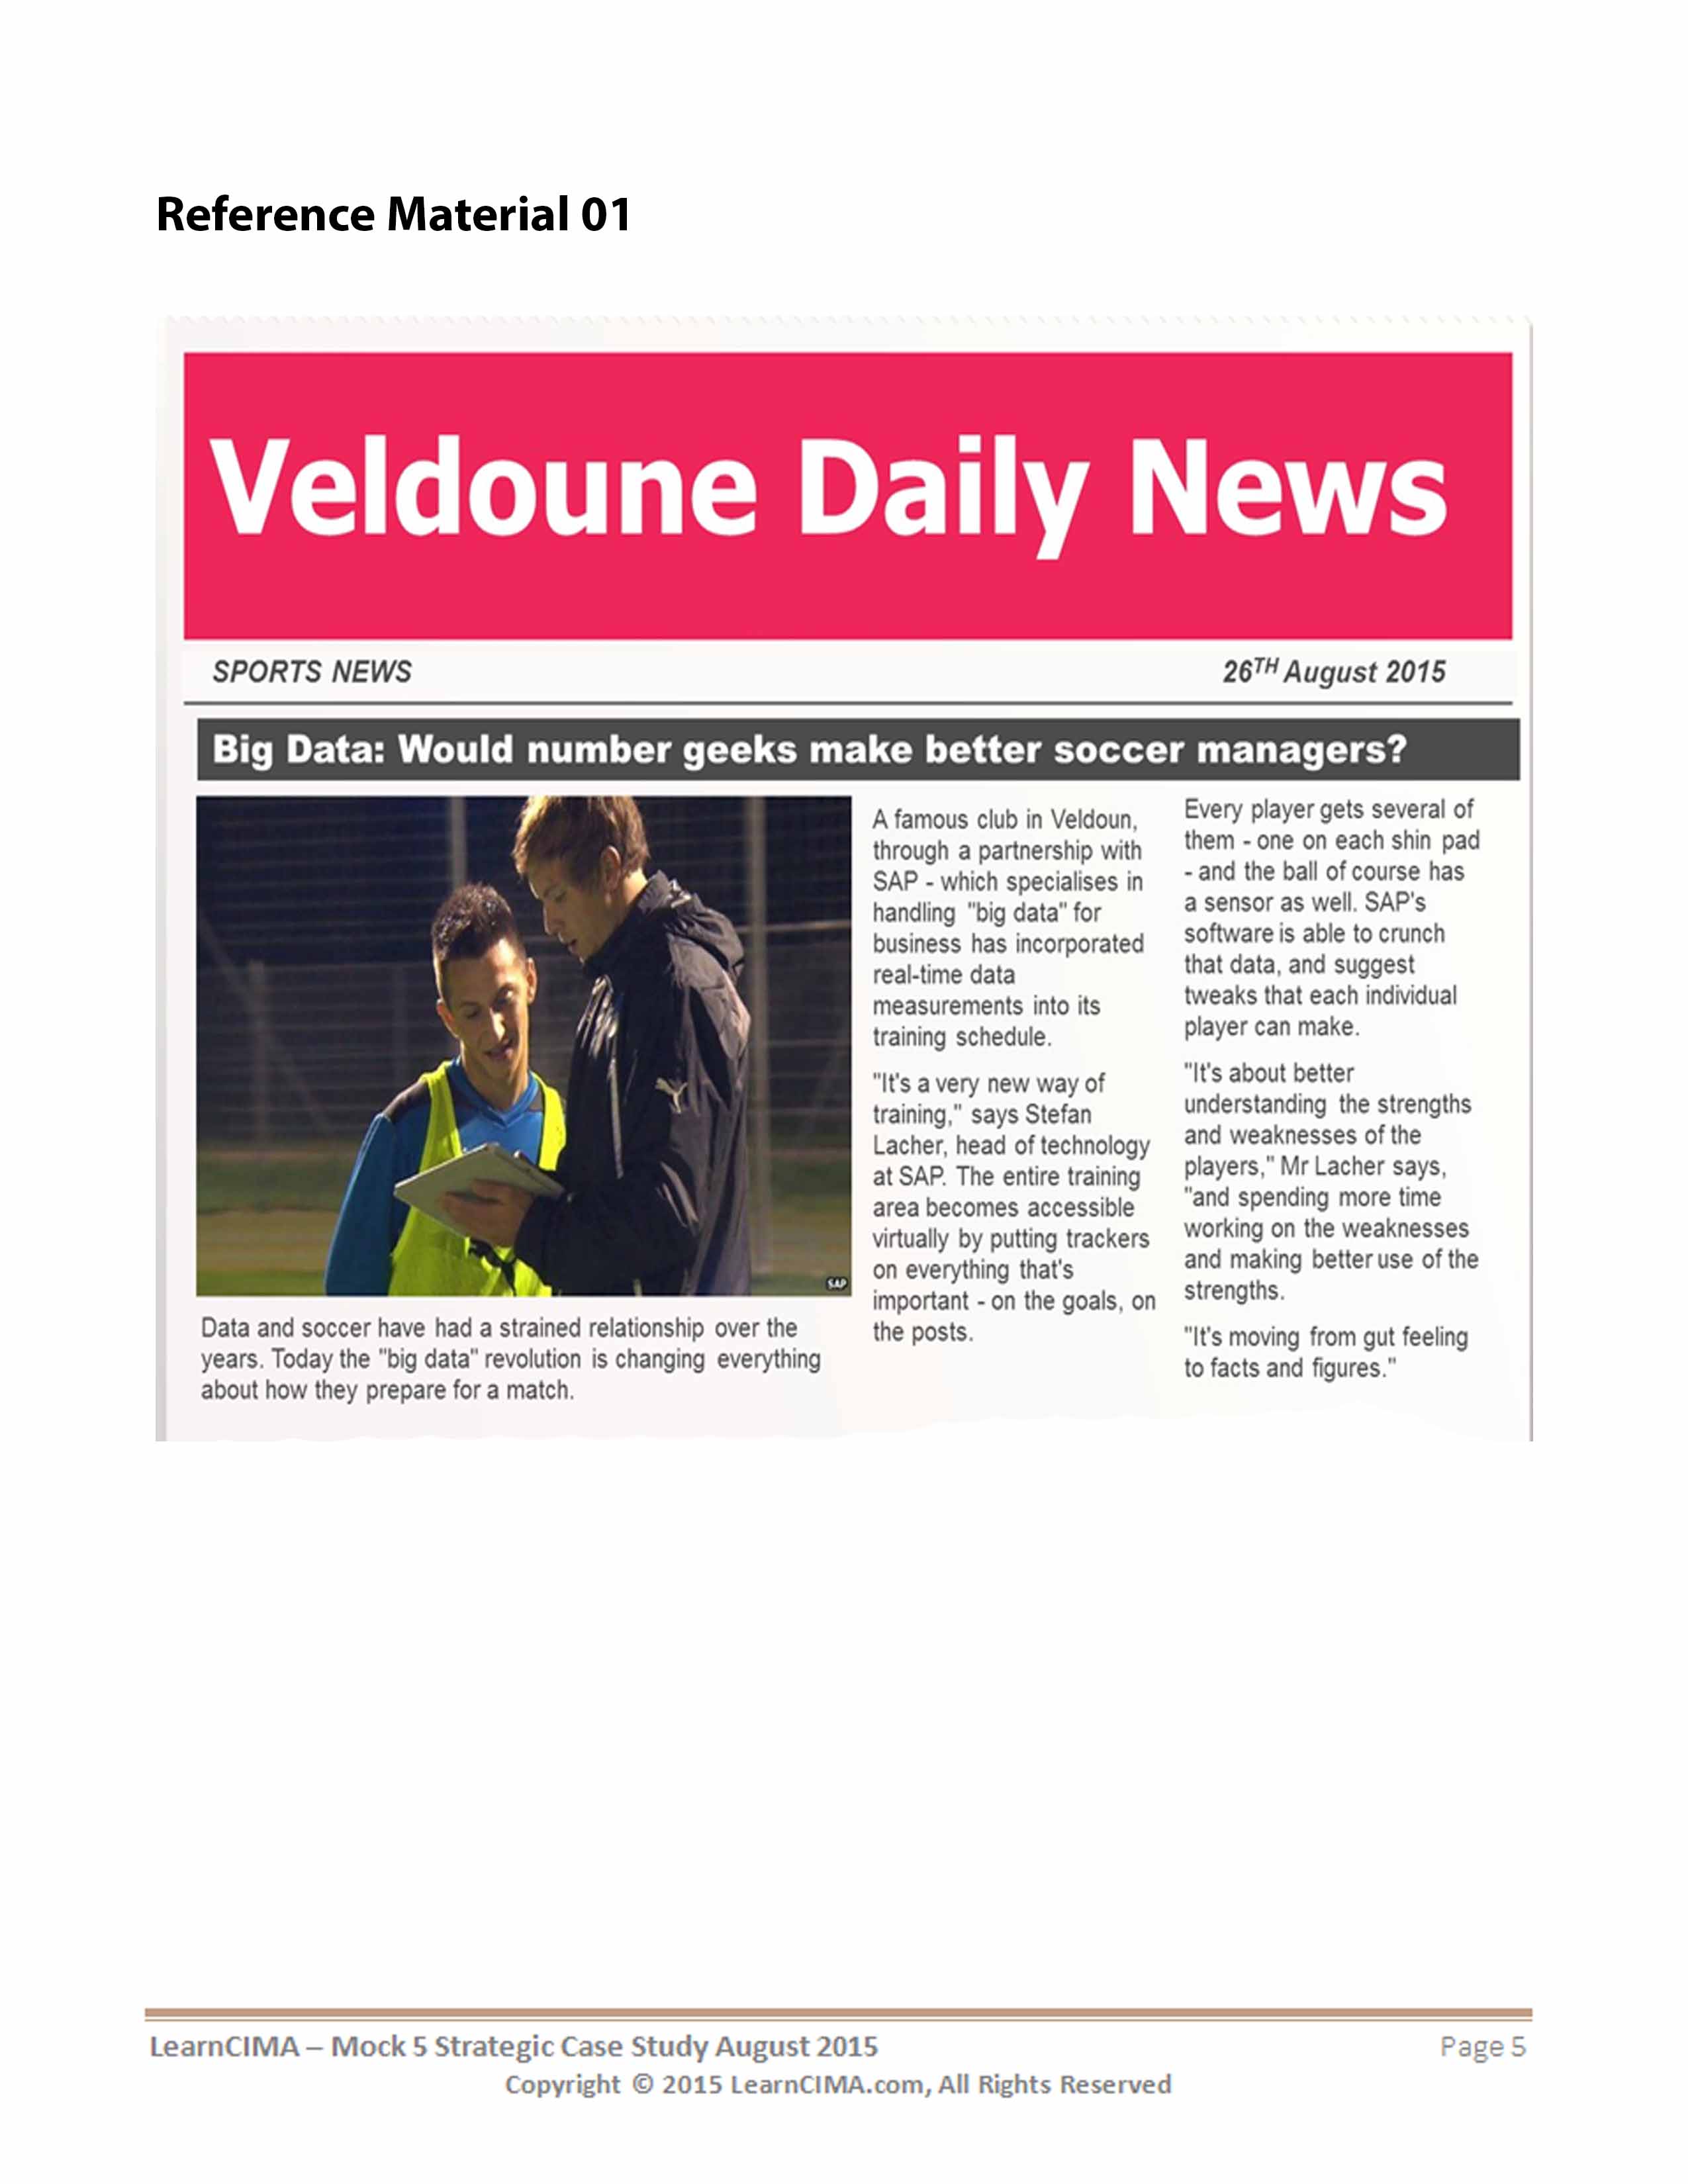 Reference Material 01
Veldoune Daily News
SPORTS NEWS
26TH August 2015
Big Data: Would number geeks make better soccer managers?
SAP
Data and soccer have had a strained relationship over the
years. Today the "big data" revolution is changing everything
about how they prepare for a match.
A famous club in Veldoun,
through a partnership with
SAP - which specialises in
handling "big data" for
business has incorporated
real-time data
measurements into its
training schedule.
"It's a very new way of
training," says Stefan
Lacher, head of technology
at SAP. The entire training
area becomes accessible
virtually by putting trackers
on everything that's
important - on the goals, on
the posts.
Every player gets several of
them - one on each shin pad
- and the ball of course has
a sensor as well. SAP's
software is able to crunch
that data, and suggest
tweaks that each individual
player can make.
"It's about better
understanding the strengths
and weaknesses of the
players," Mr Lacher says,
"and spending more time
working on the weaknesses
and making better use of the
strengths.
"It's moving from gut feeling
to facts and figures."
LearnCIMA – Mock 5 Strategic Case Study August 2015
Page 5
Copyright © 2015 LearnCIMA.com, All Rights Reserved